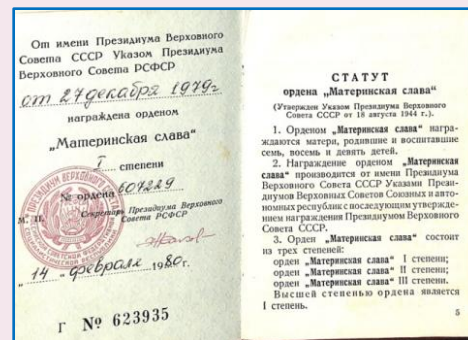 От имени Президиума Верховного
Совета СССР Указом Президиума
Верховного Совета РСФСР
от 27 декабря 1979г
награждена орденом
„Материнская слава“
I степени
№ ордена 607229
М. П. Секретарь Президиума Верховного
Совета РСФСР
„14“ февраля 1980г.
Г № 623935
СТАТУТ
ордена „Материнская слава“
(Утвержден Указом Президиума Верховного
Совета СССР от 18 августа 1944 г.).
1. Орденом „Материнская слава“ награ-
ждаются матери, родившие и воспитавшие
семь, восемь и девять детей.
2. Награждение орденом „Материнская
слава“ производится от имени Президиума
Верховного Совета СССР Указами Прези-
диумов Верховных Советов Союзных и авто-
номных республик с последующим утвержде-
нием награждения Президиумом Верховного
Совета СССР.
3. Орден „Материнская слава“ состоит
из трех степеней:
орден „Материнская слава“ I степени;
орден „Материнская слава“ II степени;
орден „Материнская слава“ III степени.
Высшей степенью ордена является
I степень.
5